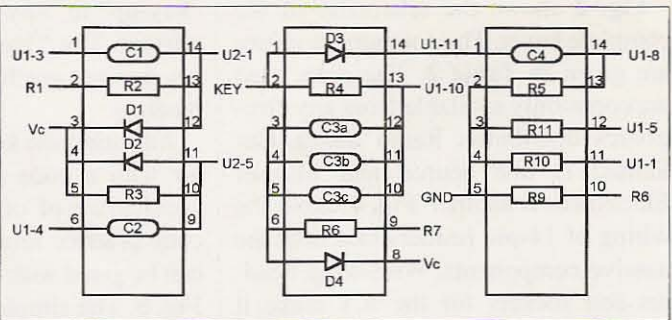 1 C1 14 U2-1
U1-3
R1 2 R2 13
D1
Vc 3 12
D2
4 11 U2-5
5 R3 10
U1-4 6 C2 9
D3
1 14 U1-11
KEY 2 R4 13 U1-10
3 C3a 12
4 C3b 11
5 C3c 10 GND
6 R6 9 R7
8 Vc
D4
1 C4 14 U1-8
2 R5 13
3 R11 12 U1-5
4 R10 11 U1-1
5 R9 10 R8